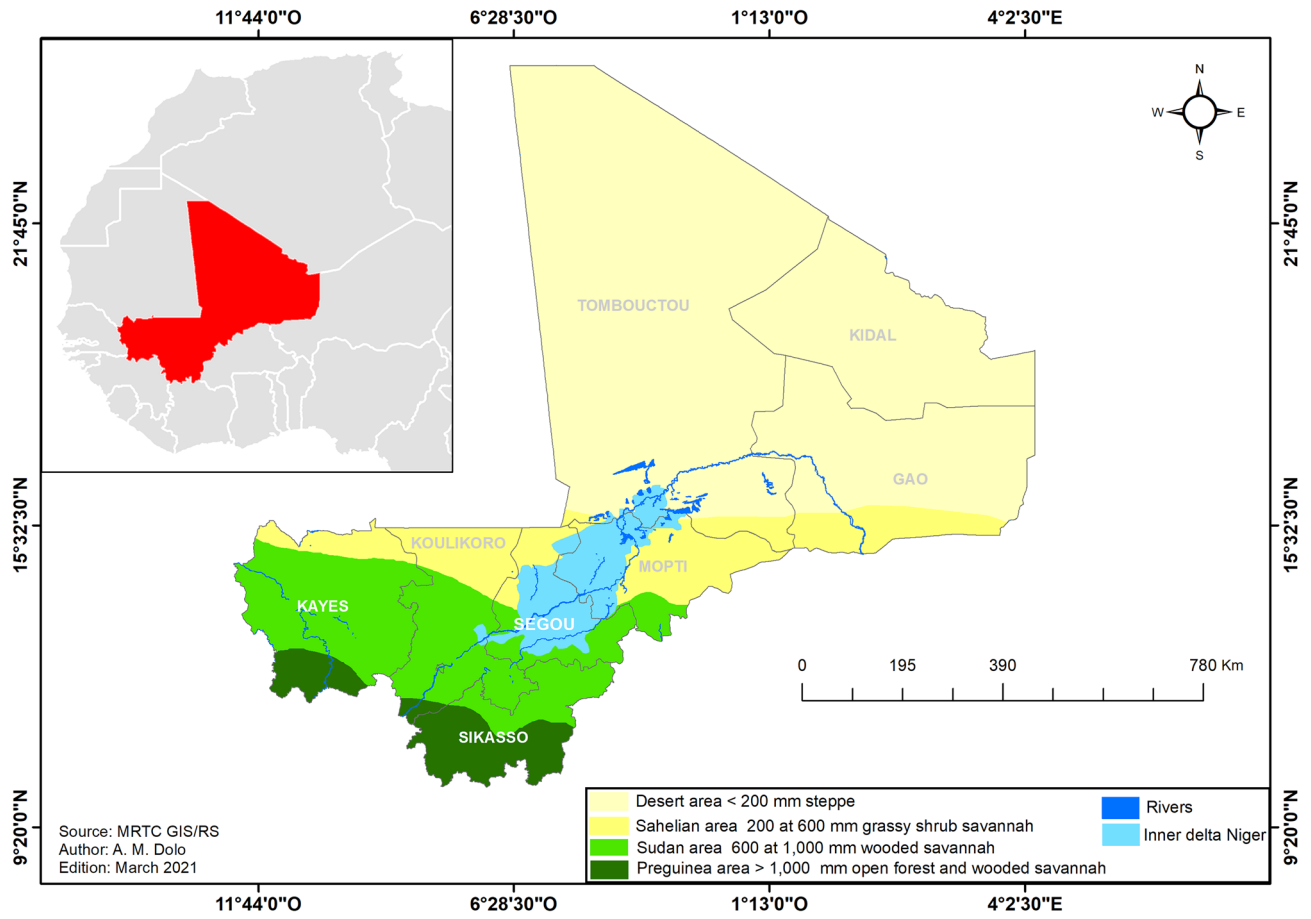 11°44'0"O
6°28'30"O
1°13'0"O
4°2'30"E
21°45'0"N
21°45'0"N
N
W
E
S
TOMBOUCTOU
KIDAL
GAO
15°32'30"N
15°32'30"N
KOULIKORO
MOPTI
KAYES
SEGOU
0 195 390 780 Km
SIKASSO
9°20'0"N
9°20'0"N
Desert area < 200 mm steppe
Sahelian area 200 at 600 mm grassy shrub savannah
Sudan area 600 at 1,000 mm wooded savannah
Preguinea area > 1,000 mm open forest and wooded savannah
Rivers
Inner delta Niger
Source: MRTC GIS/RS
Author: A. M. Dolo
Edition: March 2021
11°44'0"O
6°28'30"O
1°13'0"O
4°2'30"E